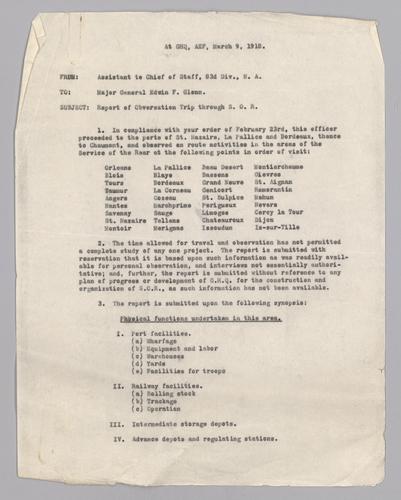 At GHQ, AEF, March 9, 1918.
FROM: Assistant to Chief of Staff, 83d Div., N. A.
TO: Major General Edwin F. Glenn.
SUBJECT: Report of Observation Trip through S. O. R.
1. In compliance with your order of February 23rd, this officer
proceeded to the ports of St. Nazaire, La Pallice and Bordeaux, thence
to Chaumont, and observed en route activities in the areas of the
Service of the Rear at the following points in order of visit:
Orleans La Pallice Beau Desert Montierchaume
Blois Blaye Bassens Gievres
Tours Bordeaux Grand Neuve St. Aignan
Saumur La Corneau Genicort Romorantin
Angers Cozeau St. Sulpice Mehun
Nantes Marchprime Perigueux Nevers
Savenay Sauge Limoges Cercy la Tour
St. Nazaire Tallens Chateauroux Dijon
Montoir Merignac Issoudun Is-sur-Ville
2. The time allowed for travel and observation has not permitted
a complete study of any one project. The report is submitted with
reservation that it is based upon such information as was readily avail-
able for personal observation, and interviews not essentially authori-
tative; and, further, the report is submitted without reference to any
plan of progress or development of G.H.Q. for the construction and
organization of S.O.R., as such information has not been available.
3. The report is submitted upon the following synopsis:
Physical functions undertaken in this area.
I. Port facilities.
(a) Wharfage
(b) Equipment and labor
(c) Warehouses
(d) Yards
(e) Facilities for troops
II. Railway facilities.
(a) Rolling stock
(b) Trackage
(c) Operation
III. Intermediate storage depots.
IV. Advance depots and regulating stations.